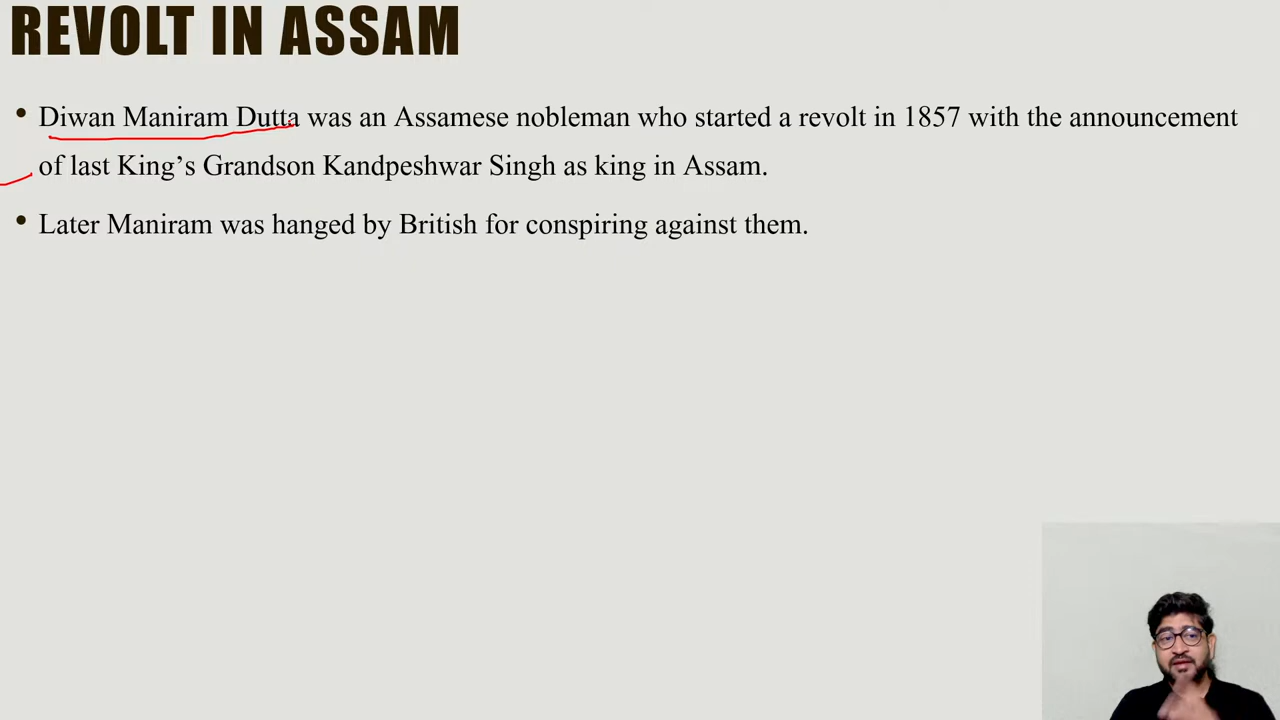 REVOLT IN ASSAM
• Diwan Maniram Dutta was an Assamese nobleman who started a revolt in 1857 with the announcement
of last King’s Grandson Kandpeshwar Singh as king in Assam.
• Later Maniram was hanged by British for conspiring against them.